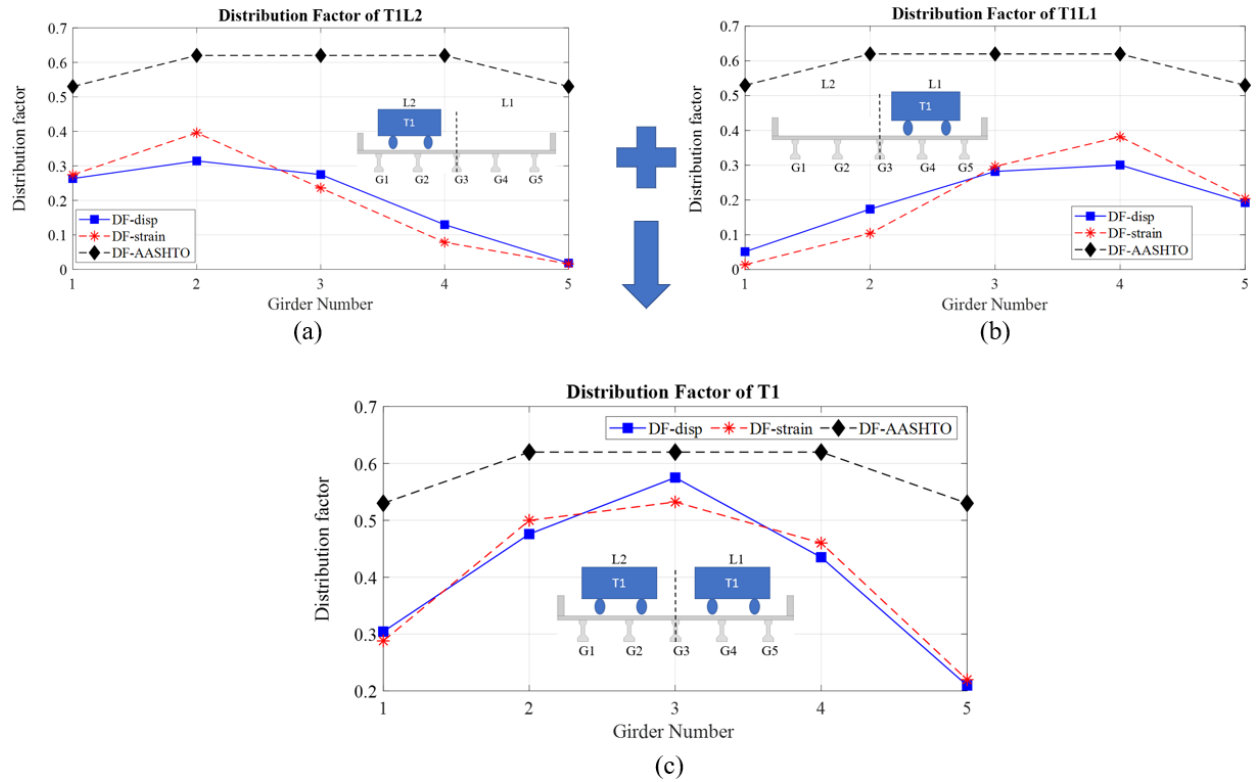 Distribution Factor of T1L2
0.7
0.6
0.5
0.4
0.3
0.2
0.1
0
Distribution factor
L2
L1
T1
G1
G2
G3
G4
G5
DF-disp
DF-strain
DF-AASHTO
1
2
3
4
5
Girder Number
(a)
Distribution Factor of T1L1
0.7
0.6
0.5
0.4
0.3
0.2
0.1
0
Distribution factor
L2
L1
T1
G1
G2
G3
G4
G5
DF-disp
DF-strain
DF-AASHTO
1
2
3
4
5
Girder Number
(b)
Distribution Factor of T1
0.7
0.6
0.5
0.4
0.3
0.2
Distribution factor
DF-disp DF-strain DF-AASHTO
L2
L1
T1
T1
G1
G2
G3
G4
G5
1
2
3
4
5
Girder Number
(c)